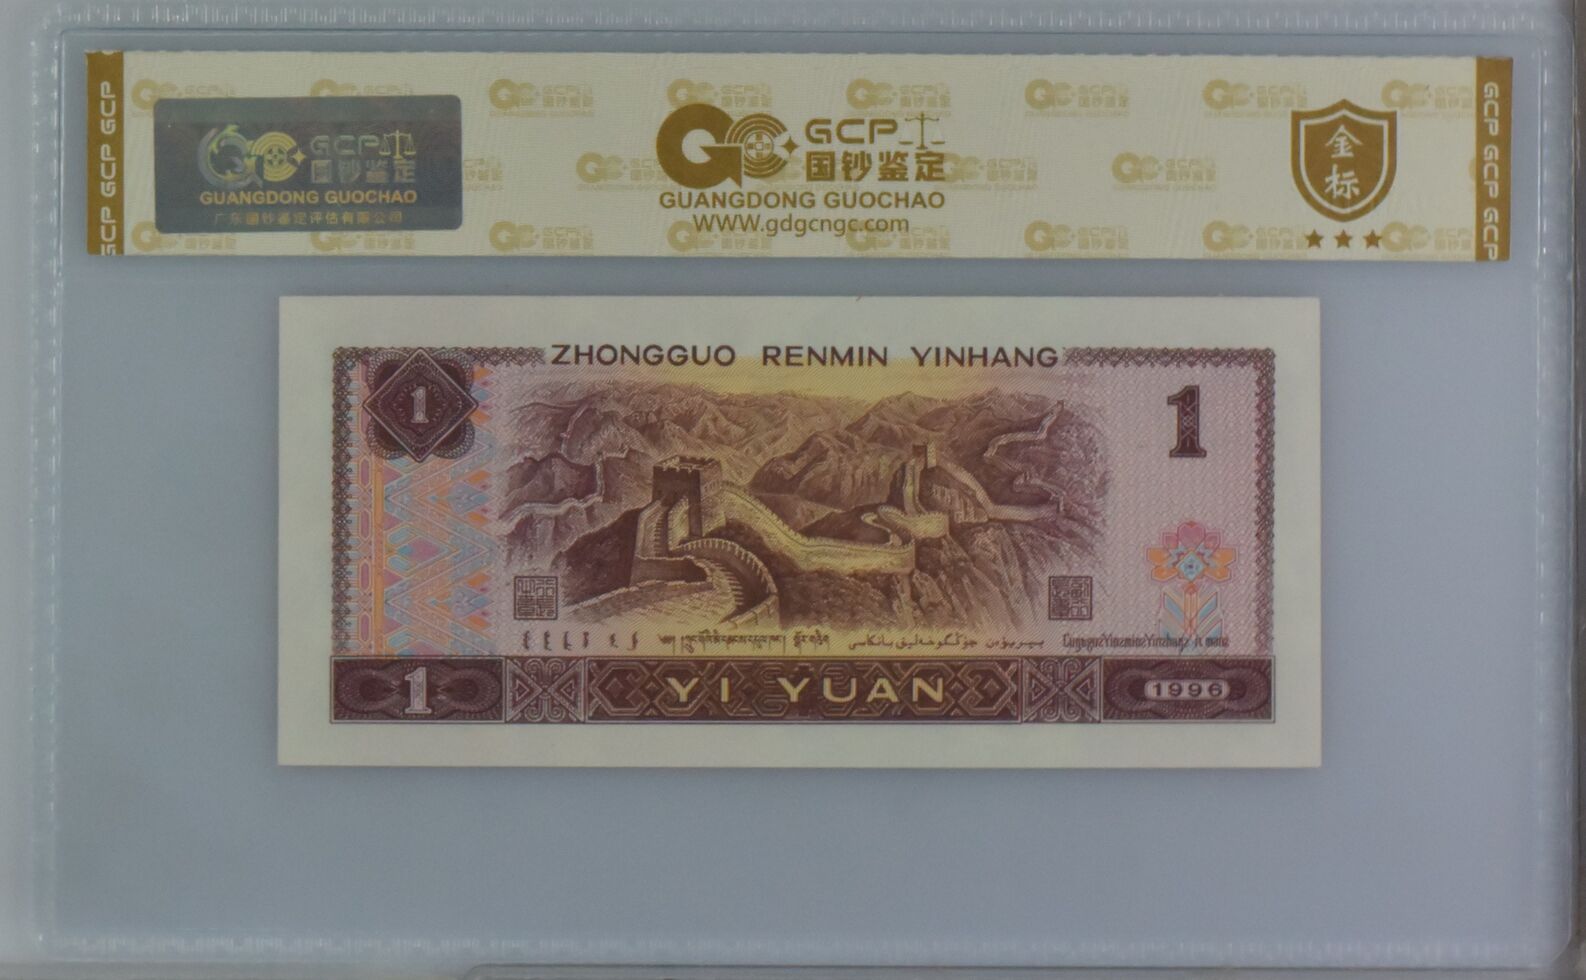 GCP GCP GCP
GCP 国钞鉴定
GUANGDONG GUOCHAO
广东国钞鉴定评估有限公司
GCP
国钞鉴定
GUANGDONG GUOCHAO
WWW.gdgcngc.com
金标
GCP GCP GCP
ZHONGGUO RENMIN YINHANG
1
1
1 YI YUAN 1996